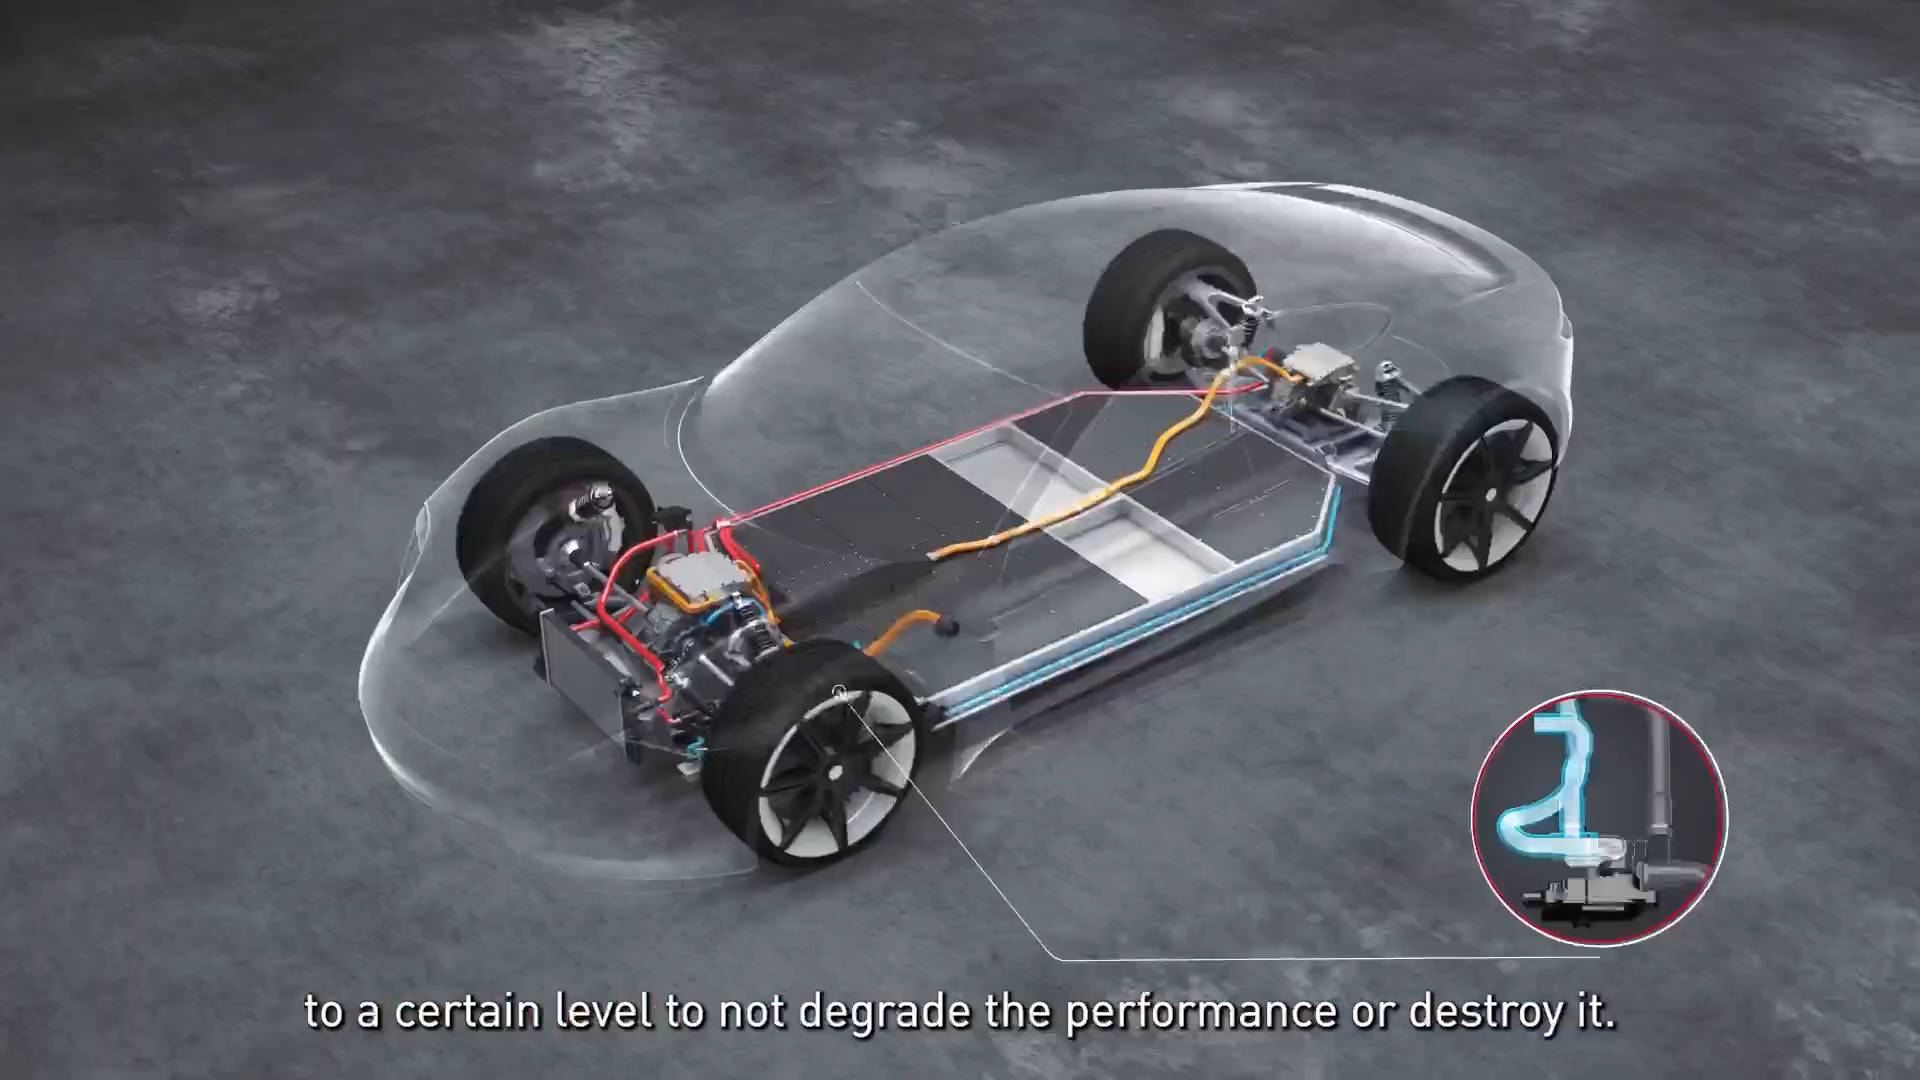 to a certain level to not degrade the performance or destroy it.